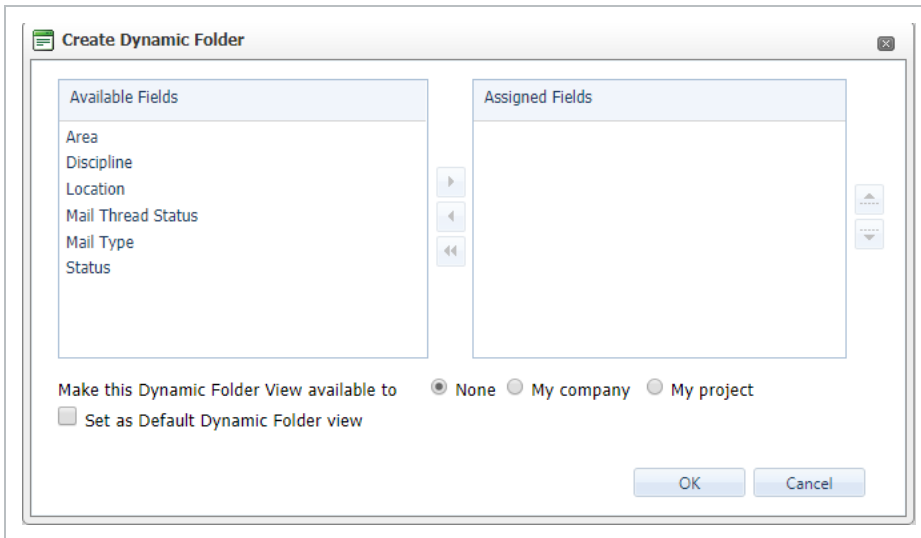 Create Dynamic Folder
Available Fields
Assigned Fields
Area
Discipline
Location
Mail Thread Status
Mail Type
Status
Make this Dynamic Folder View available to None My company My project
Set as Default Dynamic Folder view
OK Cancel